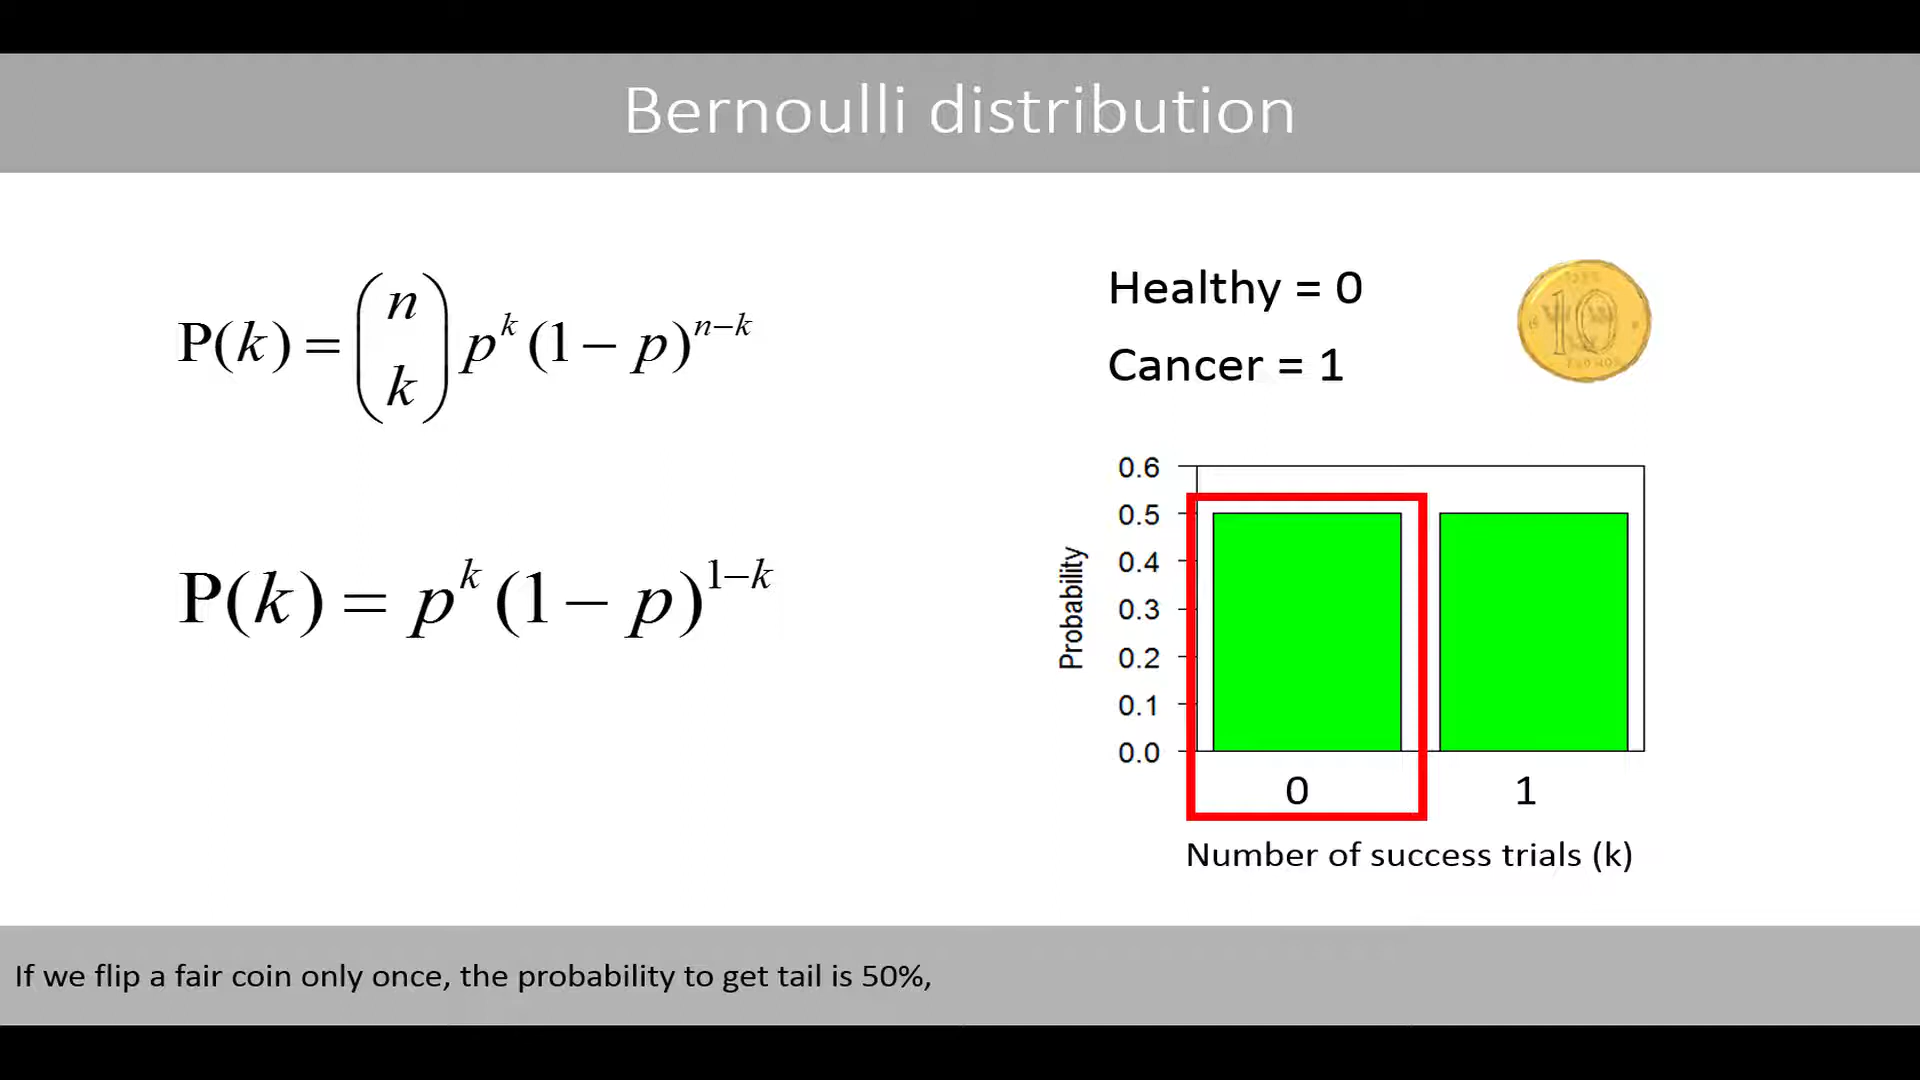 Bernoulli distribution
P(k) = (n k) p^k (1 − p)^{n−k}
P(k) = p^k (1 − p)^{1−k}
Healthy = 0
Cancer = 1
10
0.6
0.5
0.4
0.3
0.2
0.1
0.0
Probability
0 1
Number of success trials (k)
If we flip a fair coin only once, the probability to get tail is 50%,